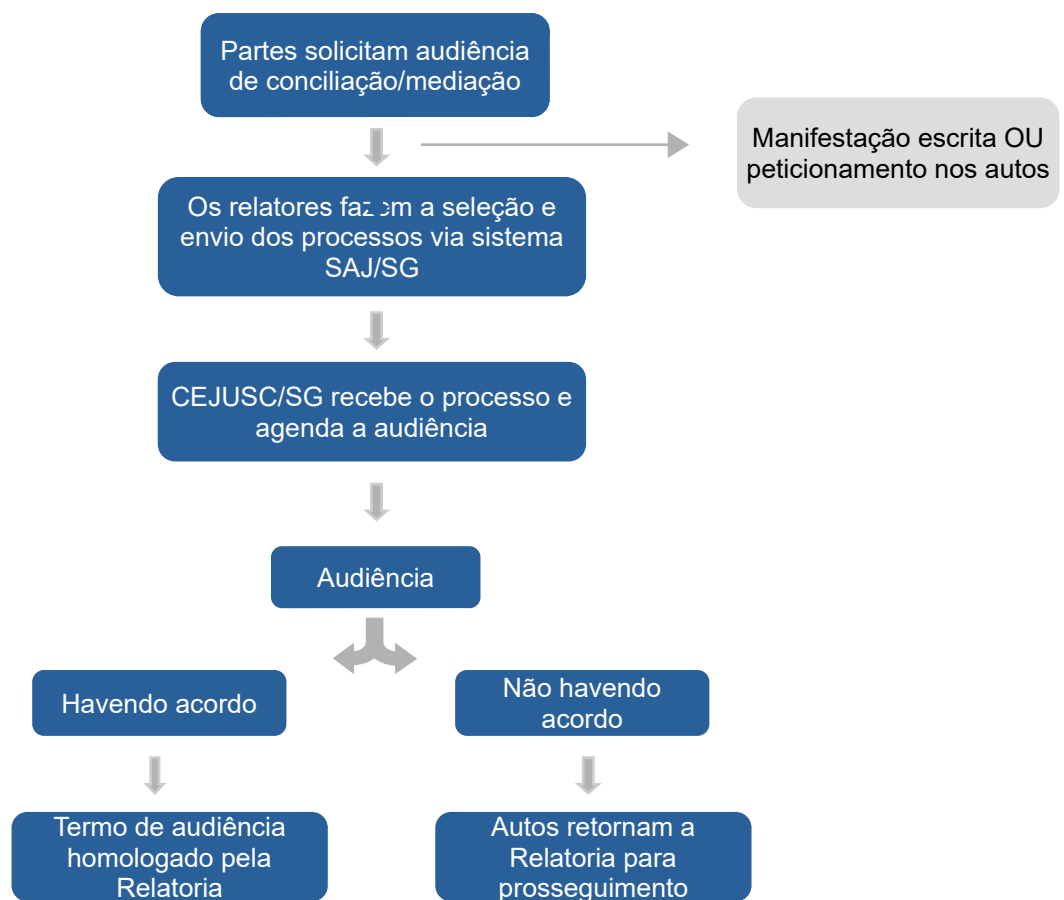 Partes solicitam audiência
de conciliação/mediação
Manifestação escrita OU
peticionamento nos autos
Os relatores fazem a seleção e
envio dos processos via sistema
SAJ/SG
CEJUSC/SG recebe o processo e
agenda a audiência
Audiência
Havendo acordo
Não havendo
acordo
Termo de audiência
homologado pela
Relatoria
Autos retornam a
Relatoria para
prosseguimento